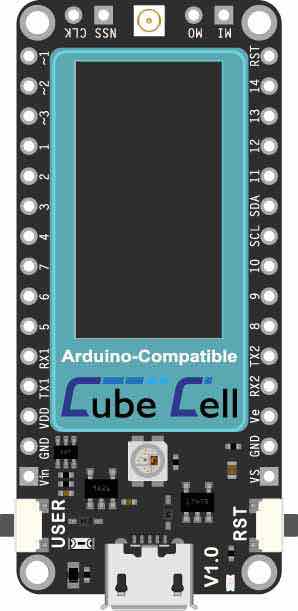 CLK NSS MO MI
~1 RST
~2 14
~3 13
1 12
2 11
3 SDA
4 SCL
7 10
6 9
5 8
RX1 TX2
TX1 RX2
VDD Ve
GND GND
Vin VS
Arduino-Compatible
Cube Cell
USER
RST
V1.0